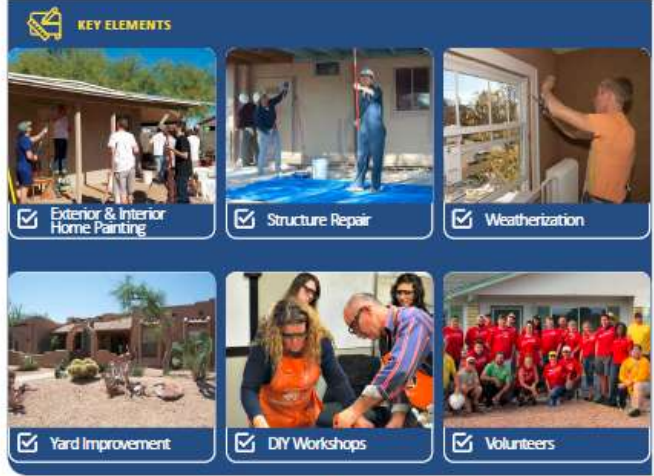 KEY ELEMENTS
Exterior & Interior
Home Painting
Structure Repair
Weatherization
Yard Improvement
DIY Workshops
Volunteers